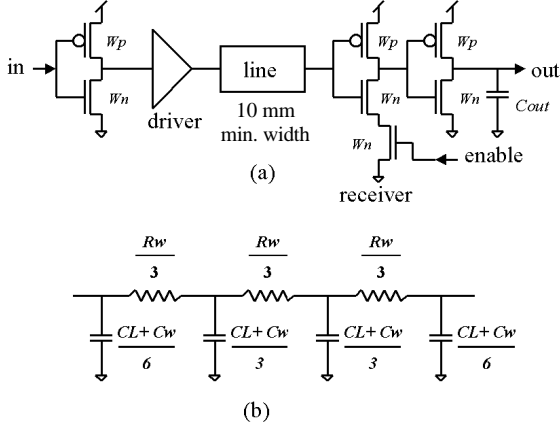 in
Wp
Wn
driver
line
10 mm
min. width
(a)
Wp
Wn
Wn
enable
receiver
Wp
Wn
Cout
out
Rw
3
Rw
3
Rw
3
CL+Cw
6
CL+Cw
3
CL+Cw
3
CL+Cw
6
(b)